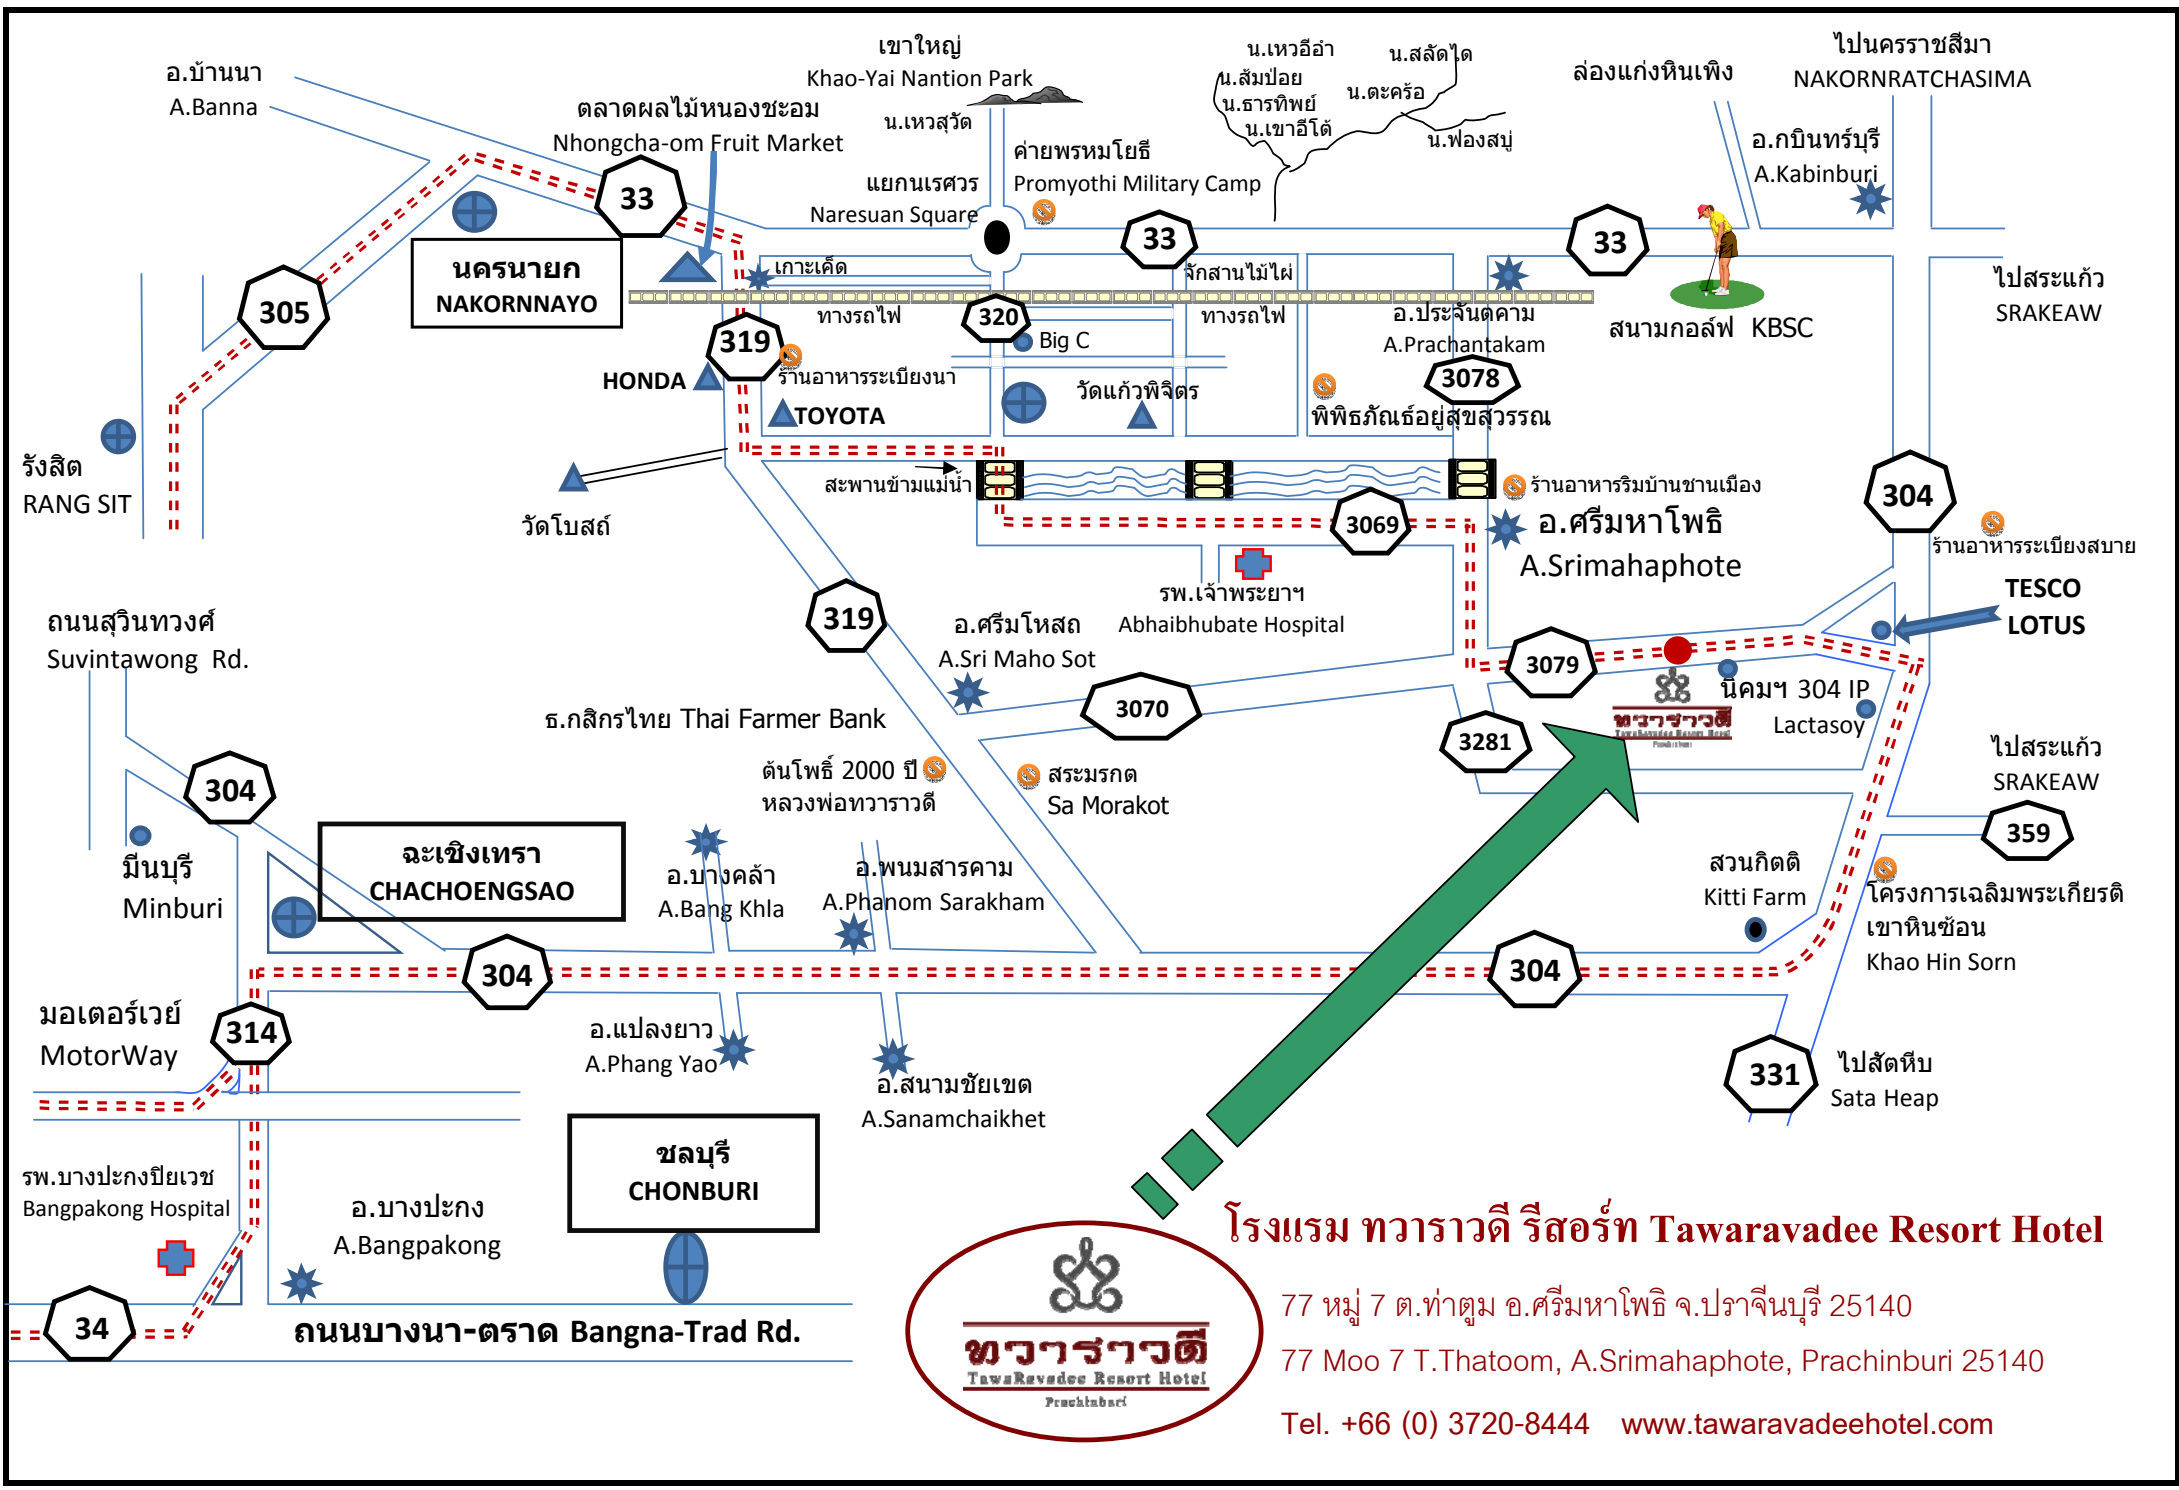 อ.บ้านนา
A.Banna
ตลาดผลไม้หนองชะอม
Nhongcha-om Fruit Market
เขาใหญ่
Khao-Yai Nantion Park
น.เหวสุวัต
แยกนเรศวร
Naresuan Square
ค่ายพรหมโยธี
Promyothi Military Camp
น.เหวอีอ่ำ
น.ส้มป่อย
น.ธารทิพย์
น.เขาอีโต้
น.สลัดได
น.ตะคร้อ
น.ฟองสบู่
ล่องแก่งหินเพิง
ไปนครราชสีมา
NAKORNRATCHASIMA
อ.กบินทร์บุรี
A.Kabinburi
33
33
33
305
นครนายก
NAKORNNAYO
เกาะเค็ด
จักสานไม้ไผ่
ทางรถไฟ
320
ทางรถไฟ
อ.ประจันตคาม
A.Prachantakam
สนามกอล์ฟ KBSC
ไปสระแก้ว
SRAKEAW
319
Big C
HONDA
ร้านอาหารระเบียงนา
TOYOTA
วัดแก้วพิจิตร
3078
พิพิธภัณธ์อยู่สุขสุวรรณ
รังสิต
RANG SIT
วัดโบสถ์
สะพานข้ามแม่น้ำ
3069
ร้านอาหารริมบ้านชานเมือง
อ.ศรีมหาโพธิ
A.Srimahaphote
304
ร้านอาหารระเบียงสบาย
TESCO
LOTUS
รพ.เจ้าพระยาฯ
Abhaibhubate Hospital
ถนนสุวินทวงศ์
Suvintawong Rd.
319
อ.ศรีมโหสถ
A.Sri Maho Sot
3070
3079
3281
ทวาราวดี
TawaRavadee Resort Hotel
Prachinburi
นิคมฯ 304 IP
Lactasoy
ธ.กสิกรไทย Thai Farmer Bank
ต้นโพธิ์ 2000 ปี
หลวงพ่อทวาราวดี
สระมรกต
Sa Morakot
ไปสระแก้ว
SRAKEAW
359
304
มีนบุรี
Minburi
ฉะเชิงเทรา
CHACHOENGSAO
อ.บางคล้า
A.Bang Khla
อ.พนมสารคาม
A.Phanom Sarakham
สวนกิตติ
Kitti Farm
โครงการเฉลิมพระเกียรติ
เขาหินซ้อน
Khao Hin Sorn
304
304
มอเตอร์เวย์
MotorWay
314
อ.แปลงยาว
A.Phang Yao
อ.สนามชัยเขต
A.Sanamchaikhet
331
ไปสัตหีบ
Sata Heap
รพ.บางปะกงปิยเวช
Bangpakong Hospital
อ.บางปะกง
A.Bangpakong
ชลบุรี
CHONBURI
34
ถนนบางนา-ตราด Bangna-Trad Rd.
ทวาราวดี
TawaRavadee Resort Hotel
Prachinburi
โรงแรม ทวาราวดี รีสอร์ท Tawaravadee Resort Hotel
77 หมู่ 7 ต.ท่าตูม อ.ศรีมหาโพธิ จ.ปราจีนบุรี 25140
77 Moo 7 T.Thatoom, A.Srimahaphote, Prachinburi 25140
Tel. +66 (0) 3720-8444 www.tawaravadeehotel.com